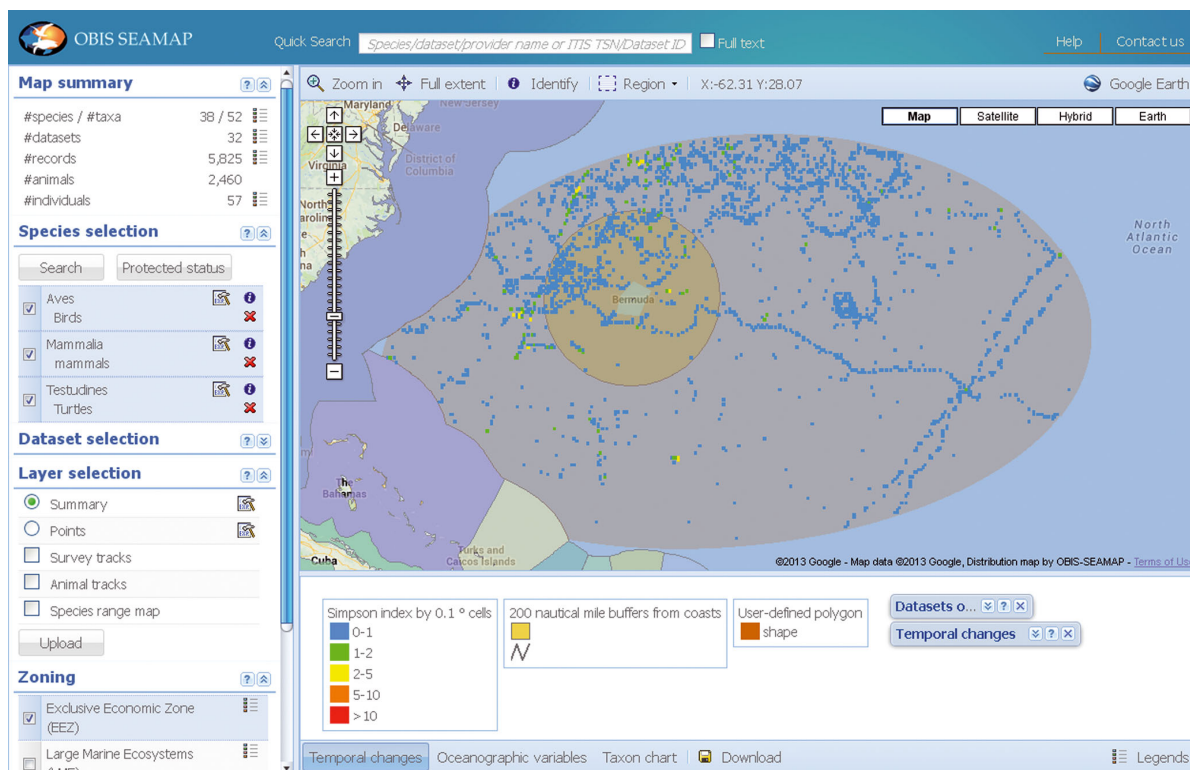 OBIS SEAMAP
Quick Search Species/dataset/provider name or ITIS TSN/Dataset ID Full text
Help Contact us
Map summary
#species / #taxa 38 / 52
#datasets 32
#records 5,825
#animals 2,460
#individuals 57
Species selection
Search Protected status
Aves
Birds
Mammalia
mammals
Testudines
Turtles
Dataset selection
Layer selection
Summary
Points
Survey tracks
Animal tracks
Species range map
Upload
Zoning
Exclusive Economic Zone
(EEZ)
Large Marine Ecosystems
Zoom in Full extent Identify Region X:-62.31 Y:28.07 Google Earth
Map Satellite Hybrid Earth
Maryland
New Jersey
Delaware
District of
Columbia
Virginia
North
Bermuda
North
Atlantic
Ocean
The
Bahamas
Turks and
Caicos Islands
Cuba
©2013 Google - Map data ©2013 Google, Distribution map by OBIS-SEAMAP - Terms of Us
Simpson index by 0.1 ° cells
0-1
1-2
2-5
5-10
>10
200 nautical mile buffers from coasts
User-defined polygon
shape
Datasets o...
Temporal changes
Temporal changes Oceanographic variables Taxon chart Download Legends